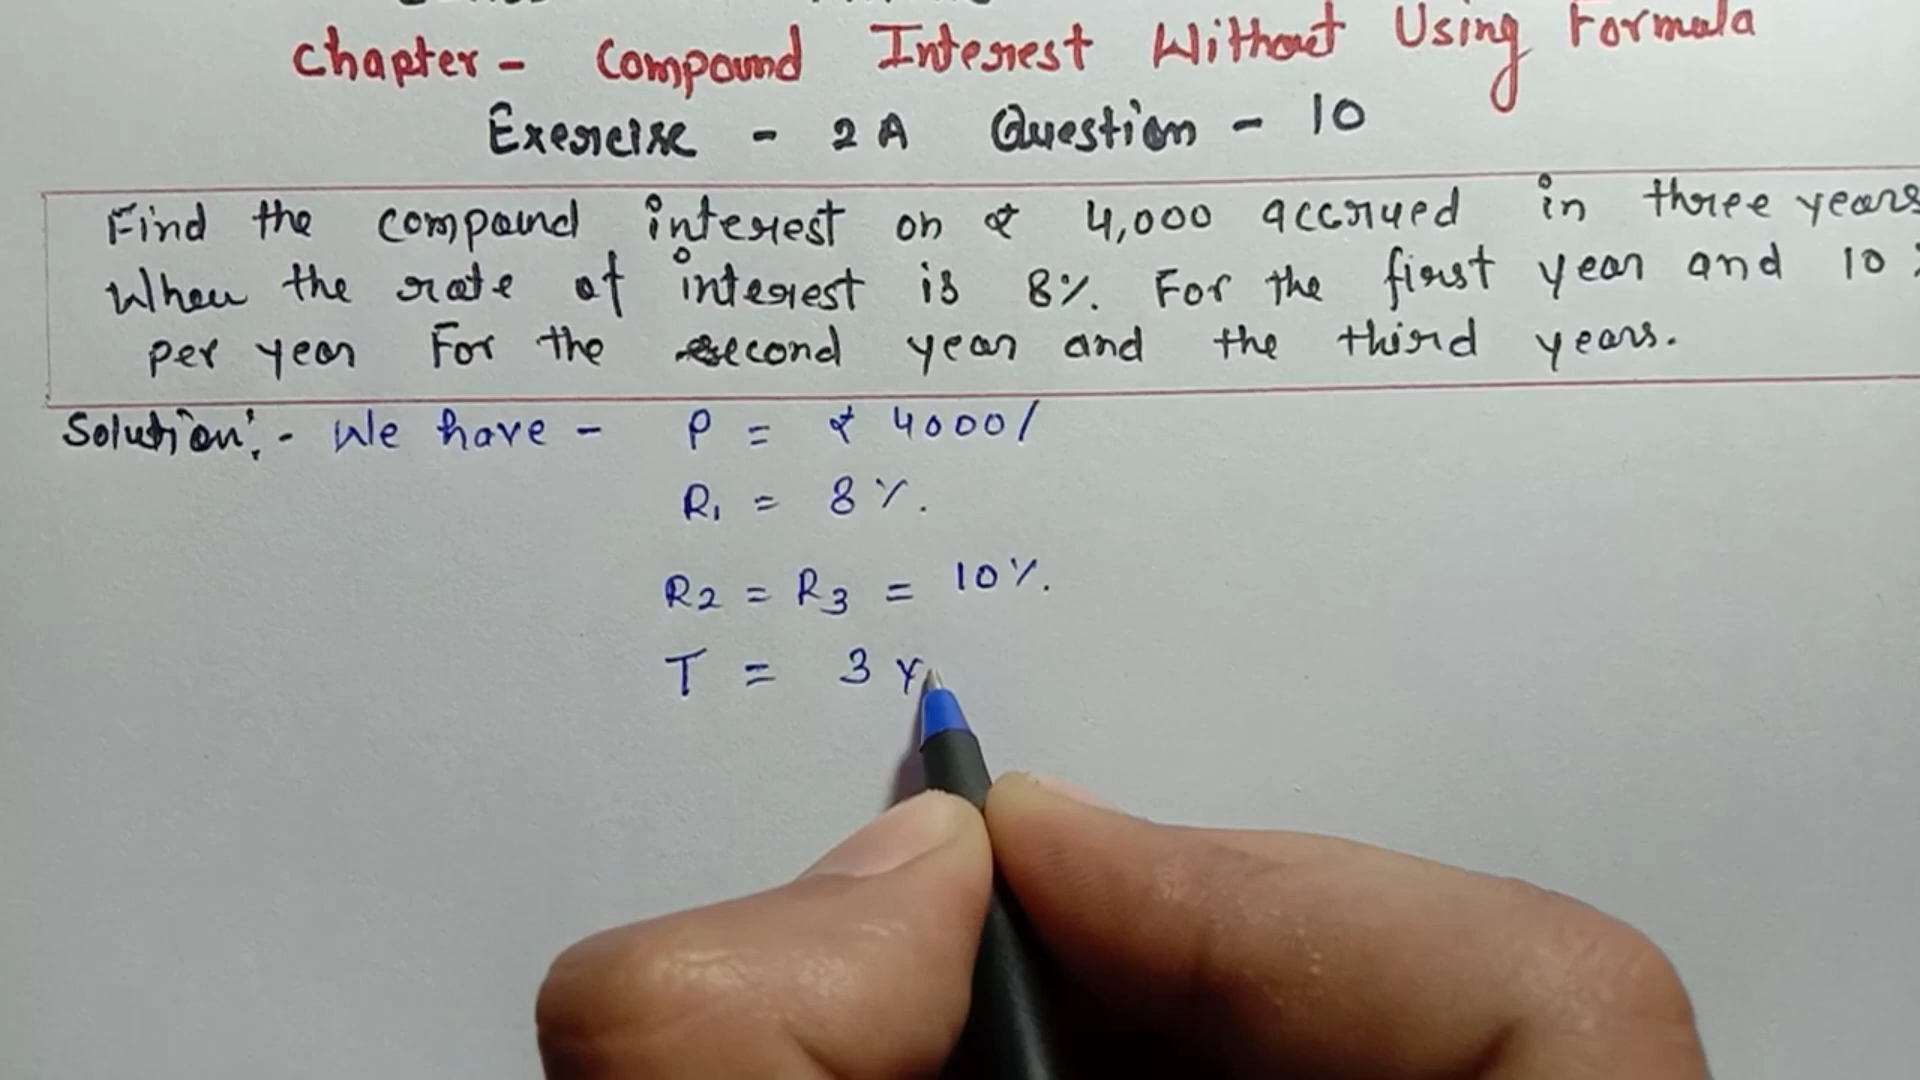 Chapter - Compound Interest Without Using Formula
Exercise - 2A Question - 10
Find the compound interest on ₹ 4,000 accrued in three years
When the rate of interest is 8%. For the first year and 10 %
per year For the second year and the third years.
Solution:- We have - P = ₹ 4000/
R₁ = 8%.
R₂ = R₃ = 10%.
T = 3 Y